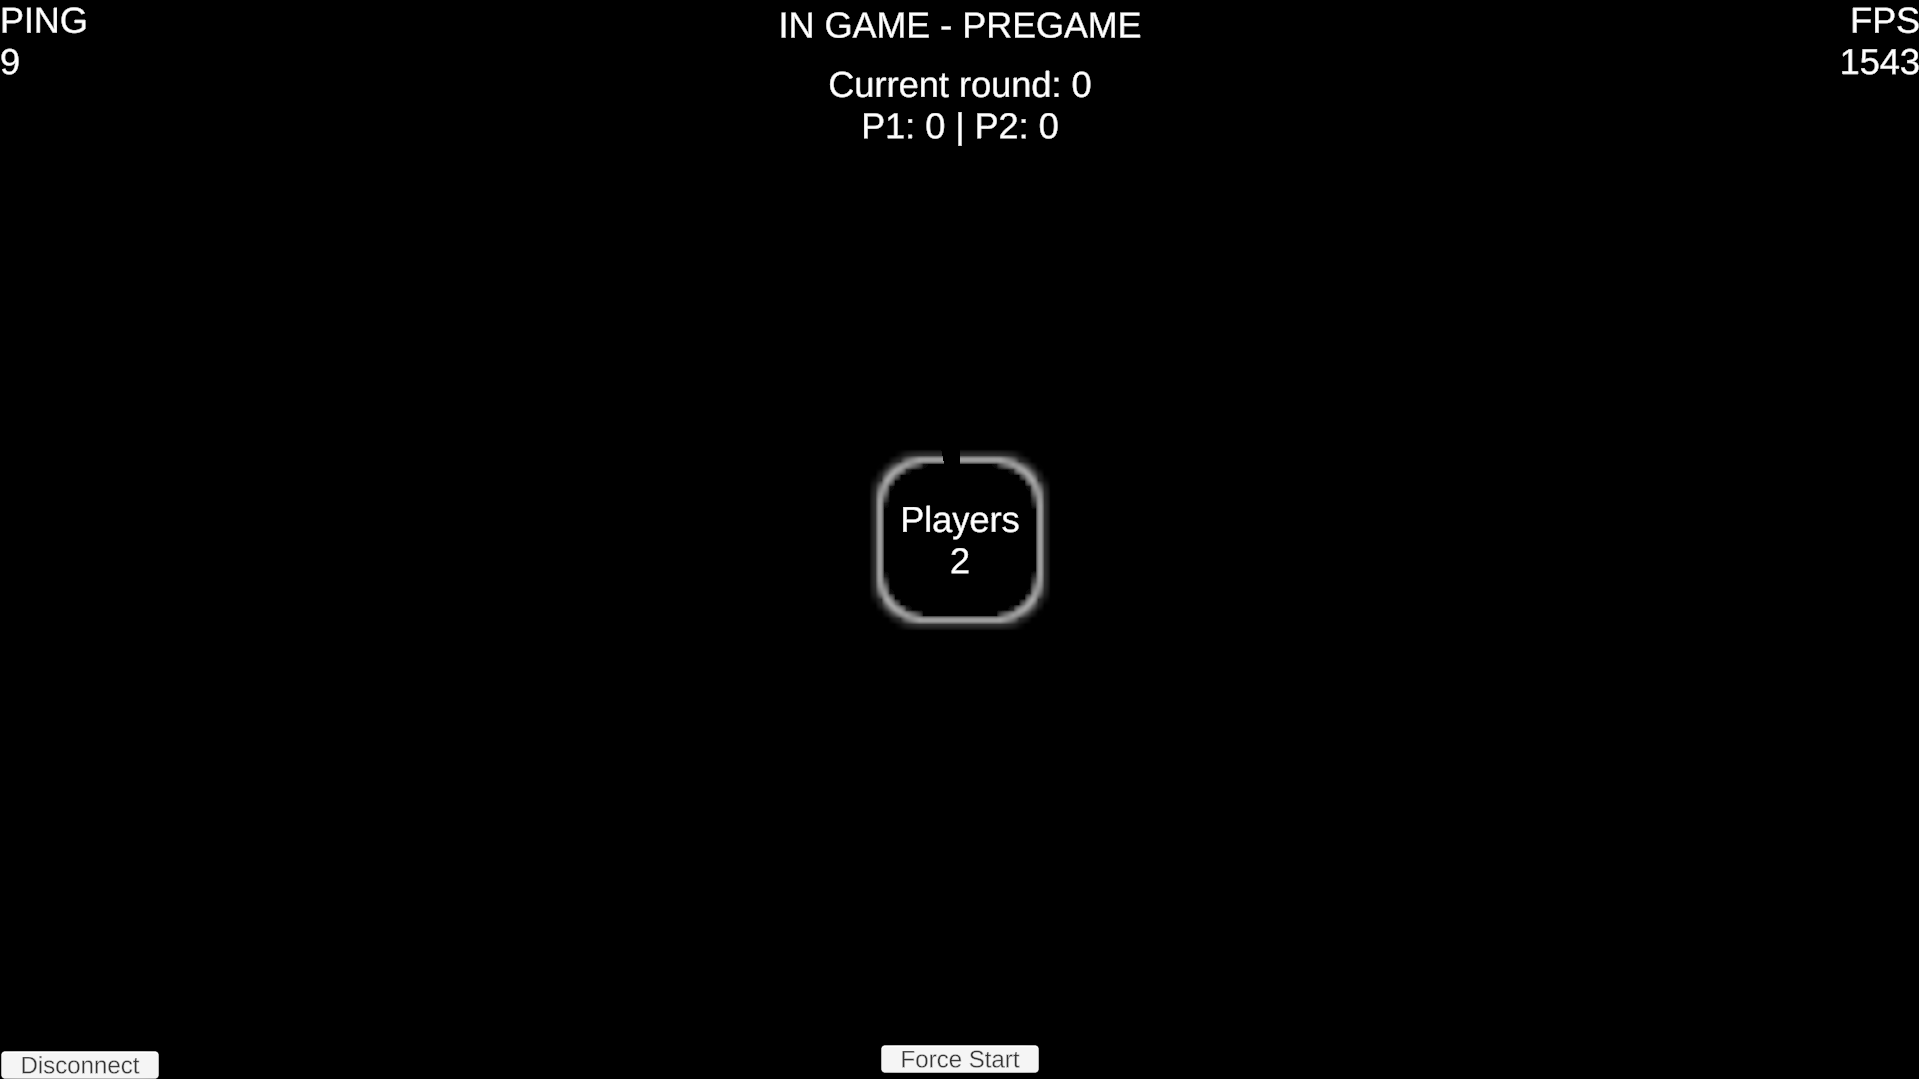 PING
9
IN GAME - PREGAME
FPS
1543
Current round: 0
P1: 0 | P2: 0
Players
2
Disconnect
Force Start